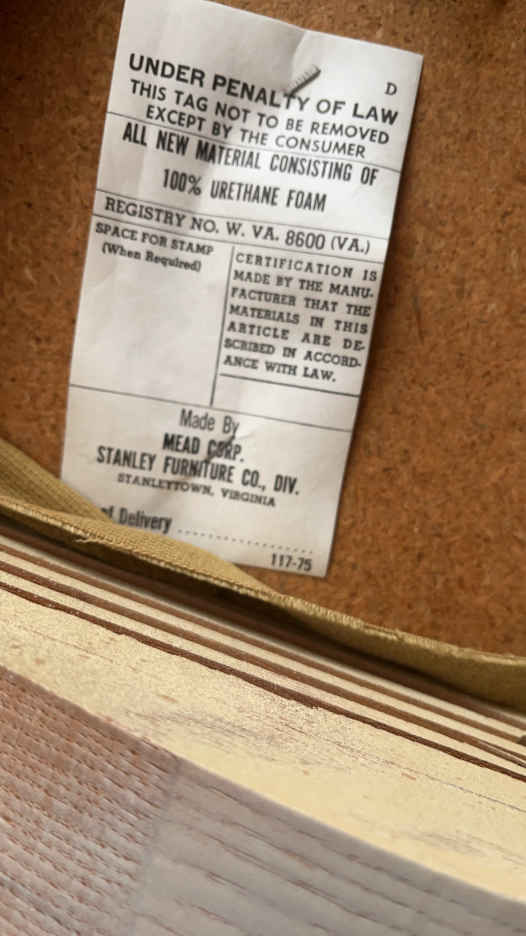 D
UNDER PENALTY OF LAW
THIS TAG NOT TO BE REMOVED
EXCEPT BY THE CONSUMER
ALL NEW MATERIAL CONSISTING OF
100% URETHANE FOAM
REGISTRY NO. W. VA. 8600 (VA.)
SPACE FOR STAMP
(When Required)
CERTIFICATION IS
MADE BY THE MANU-
FACTURER THAT THE
MATERIALS IN THIS
ARTICLE ARE DE-
SCRIBED IN ACCORD-
ANCE WITH LAW.
Made By
MEAD CORP.
STANLEY FURNITURE CO., DIV.
STANLEYTOWN, VIRGINIA
of Delivery
117-75